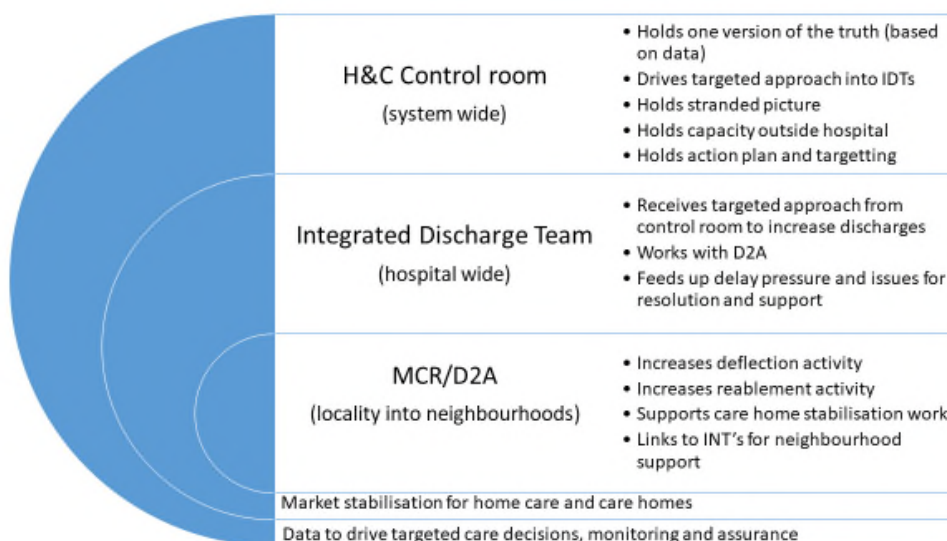 H&C Control room
(system wide)
• Holds one version of the truth (based
on data)
• Drives targeted approach into IDTs
• Holds stranded picture
• Holds capacity outside hospital
• Holds action plan and targetting
Integrated Discharge Team
(hospital wide)
• Receives targeted approach from
control room to increase discharges
• Works with D2A
• Feeds up delay pressure and issues for
resolution and support
MCR/D2A
(locality into neighbourhoods)
• Increases deflection activity
• Increases reablement activity
• Supports care home stabilisation work
• Links to INT's for neighbourhood
support
Market stabilisation for home care and care homes
Data to drive targeted care decisions, monitoring and assurance